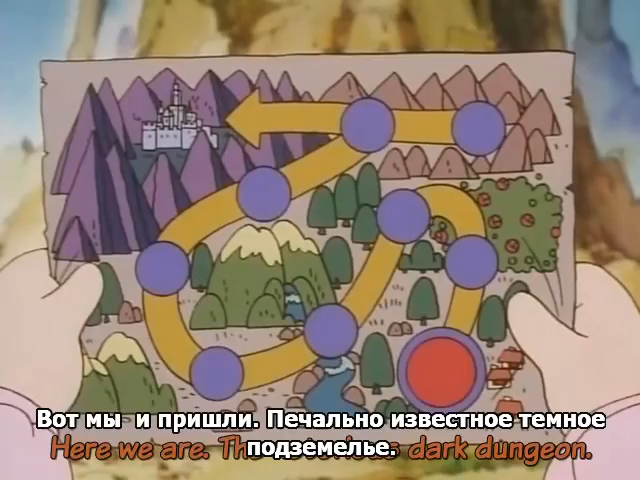 Вот мы и пришли. Печально известное темное
подземелье.
Here we are. Th dark dungeon.